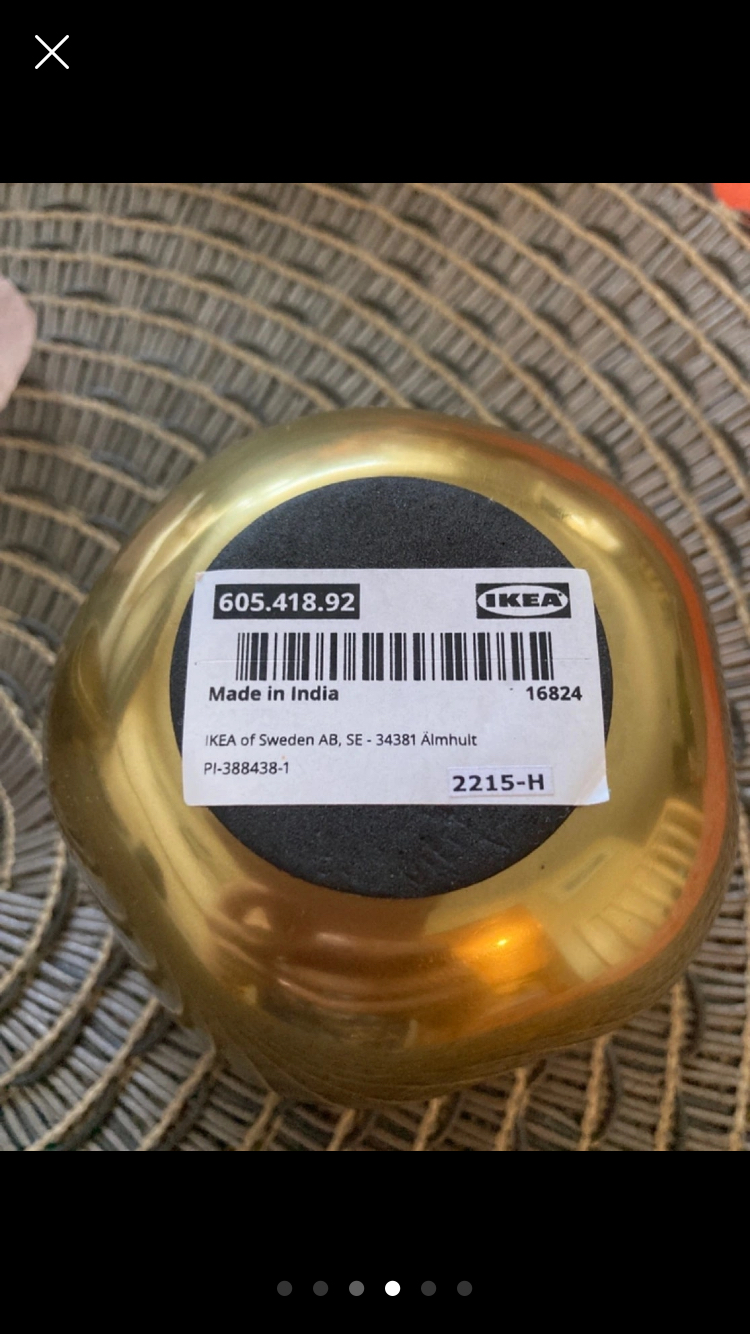 605.418.92 IKEA
Made in India 16824
IKEA of Sweden AB, SE - 34381 Älmhult
PI-388438-1
2215-H